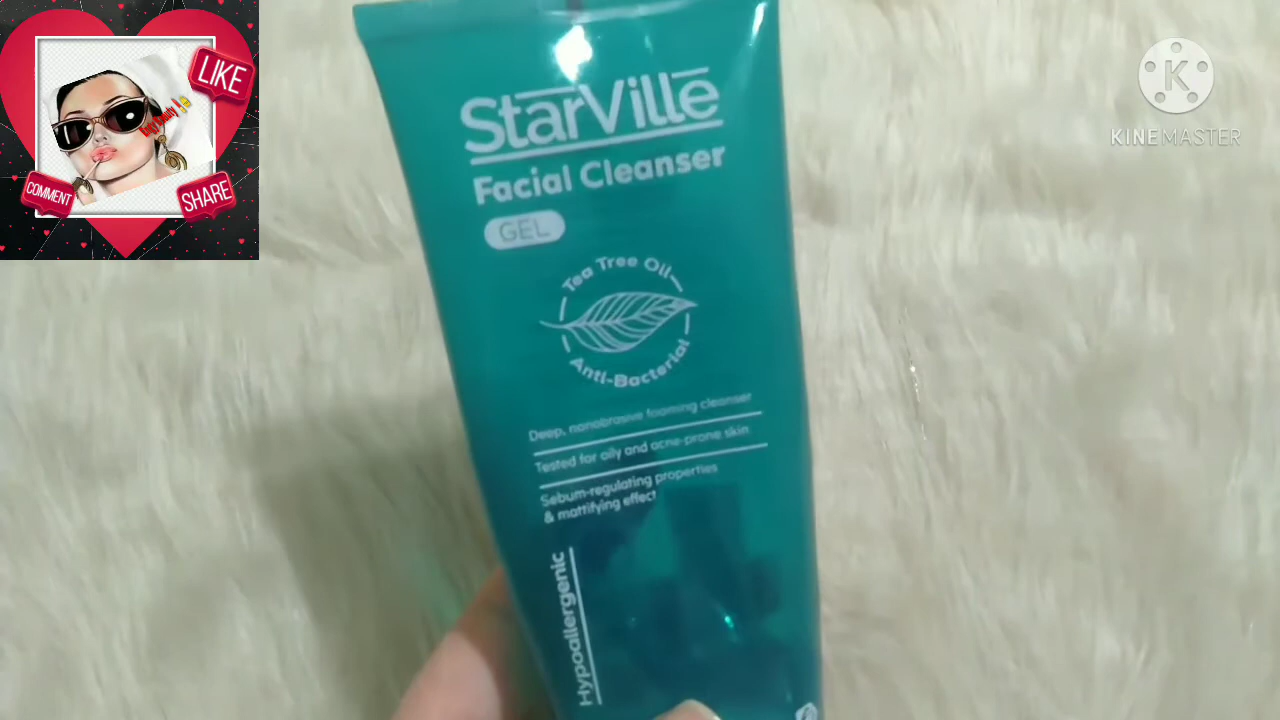 LIKE
COMMENT
SHARE
KINEMASTER
StarVille
Facial Cleanser
GEL
Tea Tree Oil
Anti-Bacterial
Deep, nonabrasive foaming cleanser
Tested for oily and acne-prone skin
Sebum-regulating properties
& mattifying effect
Hypoallergenic